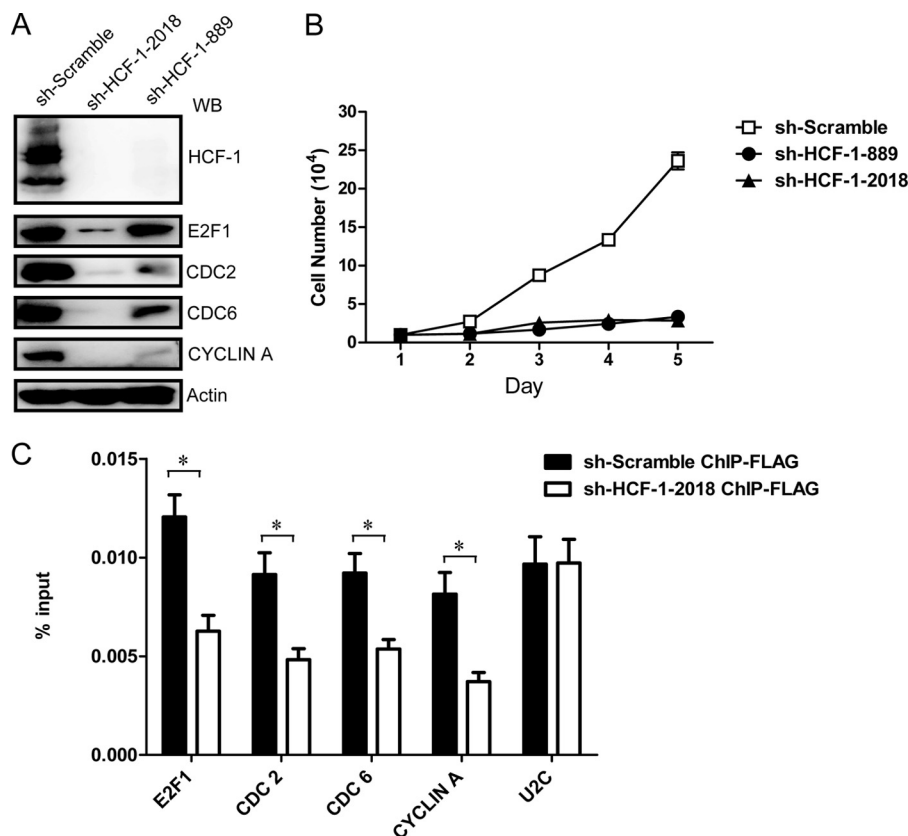 A
sh-Scramble
sh-HCF-1-2018
sh-HCF-1-889
WB
HCF-1
E2F1
CDC2
CDC6
CYCLIN A
Actin
B
Cell Number (10⁴)
30
25
20
15
10
5
0
1 2 3 4 5
Day
sh-Scramble
sh-HCF-1-889
sh-HCF-1-2018
C
% input
0.015
0.010
0.005
0.000
* * * *
E2F1
CDC 2
CDC 6
CYCLIN A
U2C
sh-Scramble ChIP-FLAG
sh-HCF-1-2018 ChIP-FLAG